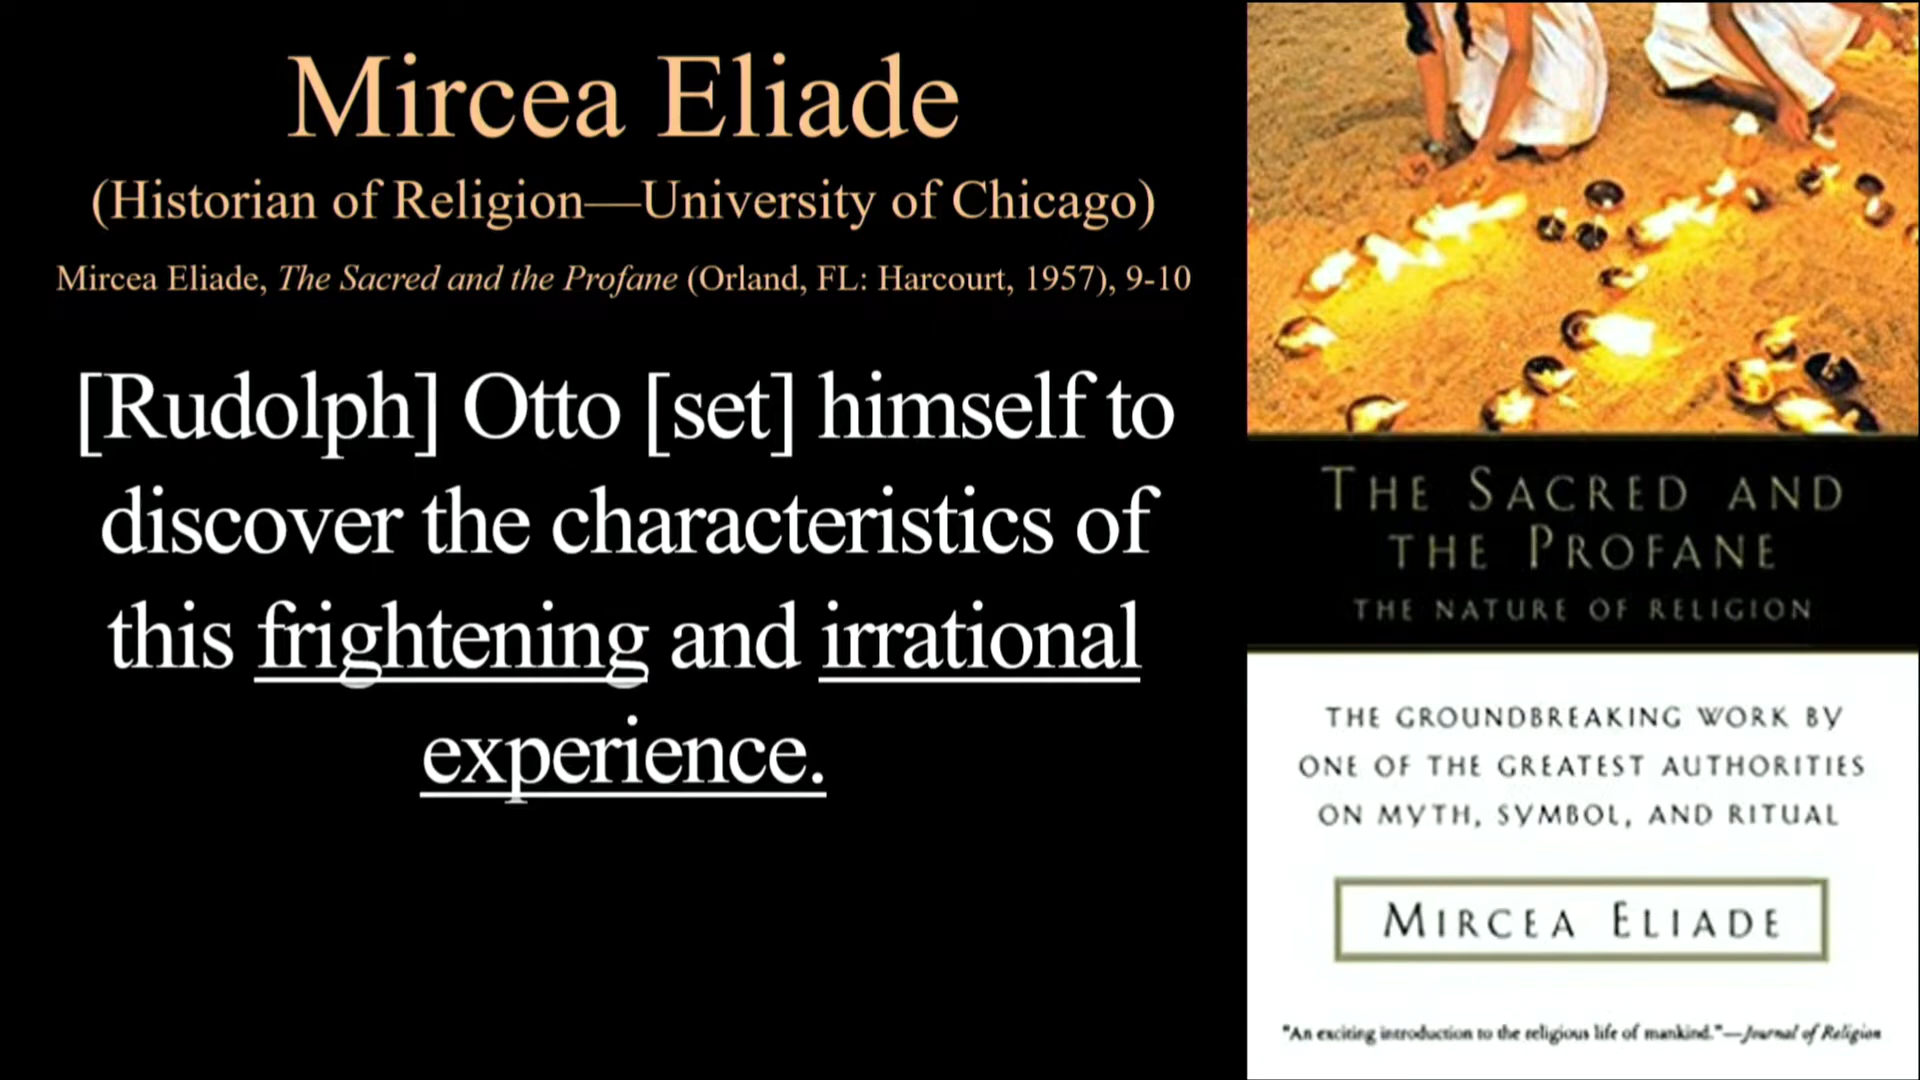 Mircea Eliade
(Historian of Religion—University of Chicago)
Mircea Eliade, The Sacred and the Profane (Orland, FL: Harcourt, 1957), 9-10
[Rudolph] Otto [set] himself to
discover the characteristics of
this frightening and irrational
experience.
THE SACRED AND
THE PROFANE
THE NATURE OF RELIGION
THE GROUNDBREAKING WORK BY
ONE OF THE GREATEST AUTHORITIES
ON MYTH, SYMBOL, AND RITUAL
MIRCEA ELIADE
"An exciting introduction to the religious life of mankind."—Journal of Religion